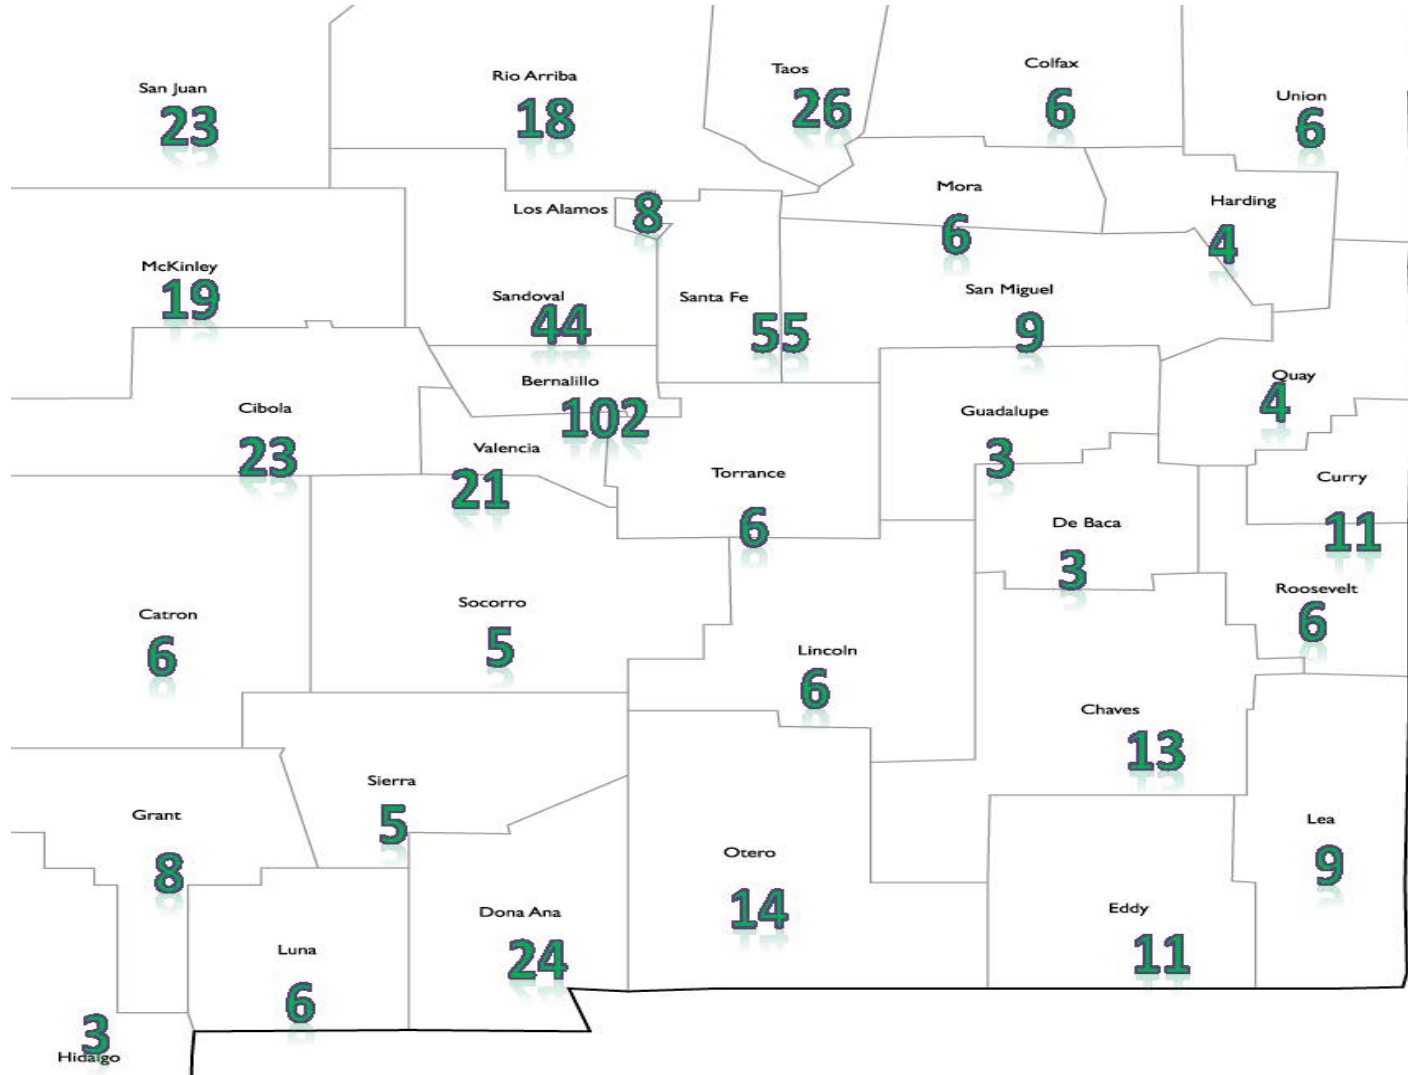 San Juan
23
Rio Arriba
18
Taos
26
Colfax
6
Union
6
Los Alamos
8
Mora
6
Harding
4
McKinley
19
Sandoval
44
Santa Fe
55
San Miguel
9
Bernalillo
102
Quay
4
Cibola
23
Valencia
21
Torrance
6
Guadalupe
3
Curry
11
De Baca
3
Catron
6
Socorro
5
Lincoln
6
Roosevelt
6
Chaves
13
Sierra
5
Grant
8
Otero
14
Lea
9
Dona Ana
24
Eddy
11
Luna
6
3
Hidalgo